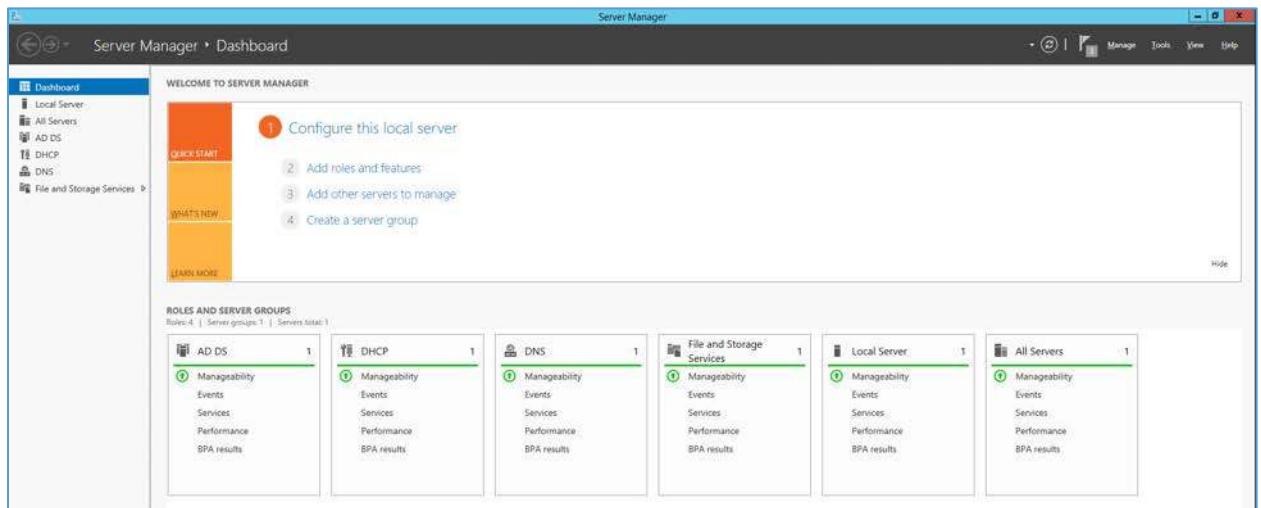 Server Manager
Server Manager • Dashboard
Manage Tools View Help
Dashboard
Local Server
All Servers
AD DS
DHCP
DNS
File and Storage Services
WELCOME TO SERVER MANAGER
QUICK START
WHAT'S NEW
LEARN MORE
1 Configure this local server
2 Add roles and features
3 Add other servers to manage
4 Create a server group
Hide
ROLES AND SERVER GROUPS
Roles: 4 | Server groups: 1 | Servers total: 1
AD DS 1
Manageability
Events
Services
Performance
BPA results
DHCP 1
Manageability
Events
Services
Performance
BPA results
DNS 1
Manageability
Events
Services
Performance
BPA results
File and Storage
Services 1
Manageability
Events
Services
Performance
BPA results
Local Server 1
Manageability
Events
Services
Performance
BPA results
All Servers 1
Manageability
Events
Services
Performance
BPA results